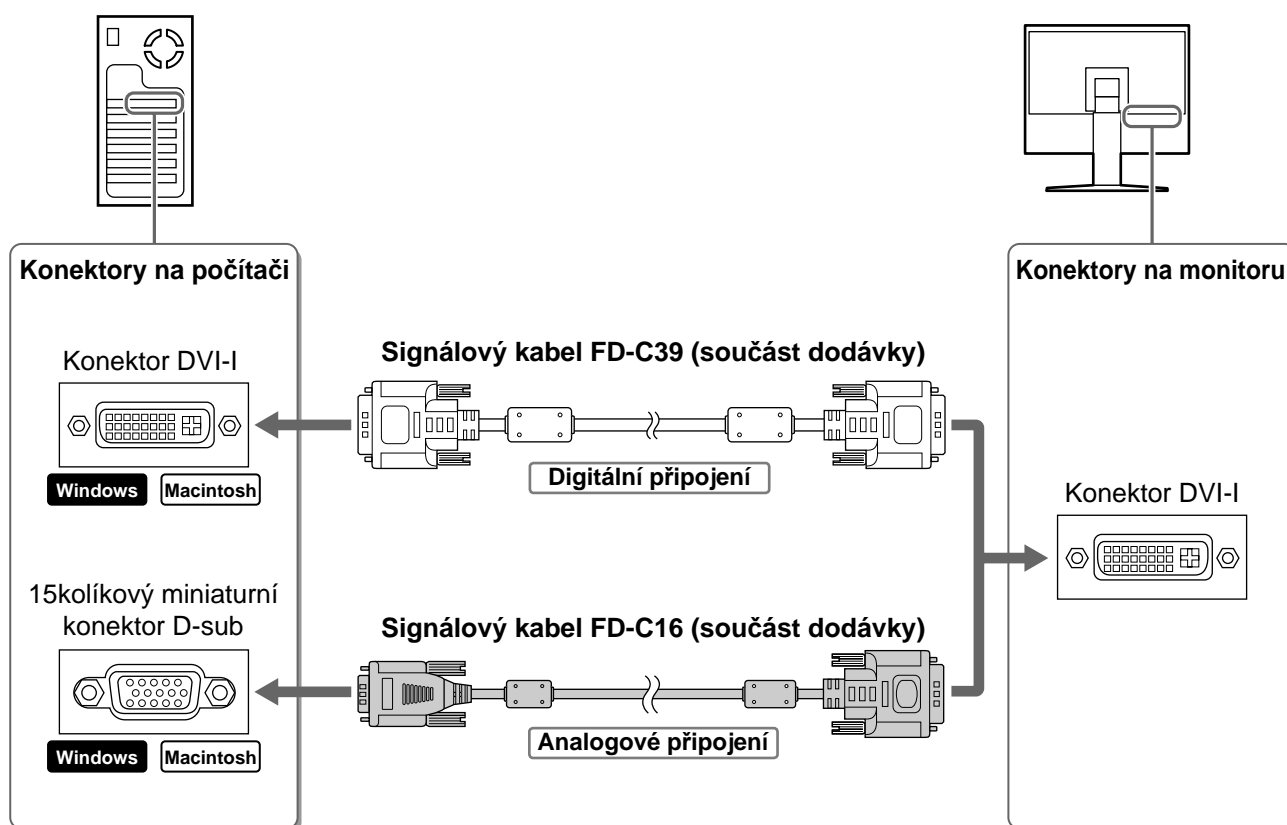 Konektory na počítači
Konektor DVI-I
Windows Macintosh
15kolíkový miniaturní
konektor D-sub
Windows Macintosh
Signálový kabel FD-C39 (součást dodávky)
Digitální připojení
Signálový kabel FD-C16 (součást dodávky)
Analogové připojení
Konektory na monitoru
Konektor DVI-I